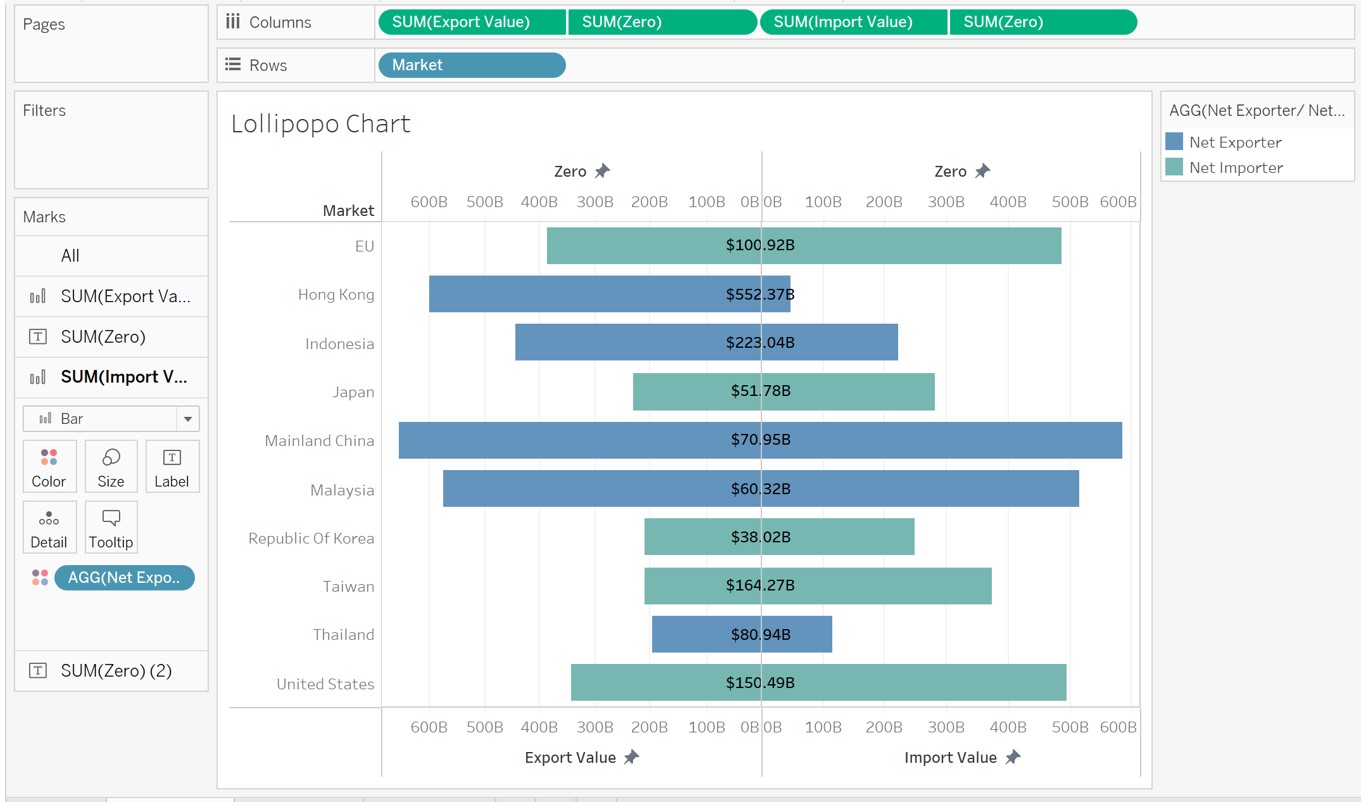 Pages
Columns SUM(Export Value) SUM(Zero) SUM(Import Value) SUM(Zero)
Rows Market
Filters
Marks
All
SUM(Export Va...
T SUM(Zero)
SUM(Import V...
Bar
Color Size T Label
Detail Tooltip
AGG(Net Expo..
T SUM(Zero) (2)
Lollipopo Chart
Zero Zero
Market 600B 500B 400B 300B 200B 100B 0B 0B 100B 200B 300B 400B 500B 600B
EU $100.92B
Hong Kong $552.37B
Indonesia $223.04B
Japan $51.78B
Mainland China $70.95B
Malaysia $60.32B
Republic Of Korea $38.02B
Taiwan $164.27B
Thailand $80.94B
United States $150.49B
600B 500B 400B 300B 200B 100B 0B 0B 100B 200B 300B 400B 500B 600B
Export Value Import Value
AGG(Net Exporter/ Net...
Net Exporter
Net Importer